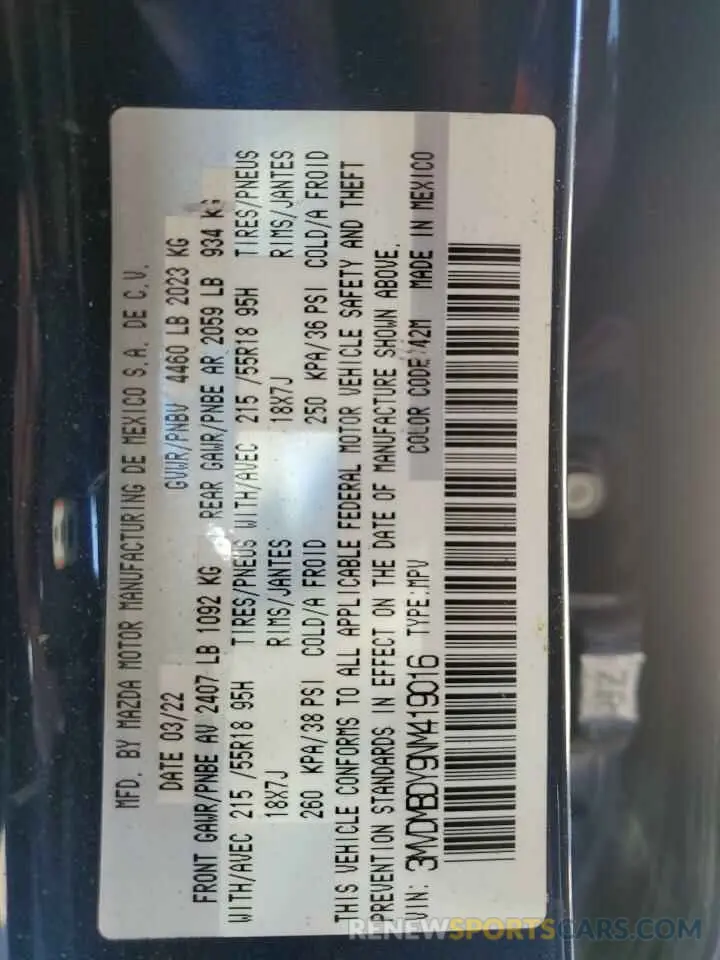 MFD. BY MAZDA MOTOR MANUFACTURING DE MEXICO S.A. DE C.V.
DATE 03/22 GVWR/PNBV 4460 LB 2023 KG
FRONT GAWR/PNBE AV 2407 LB 1092 KG REAR GAWR/PNBE AR 2059 LB 934 KG
WITH/AVEC 215 /55R18 95H TIRES/PNEUS WITH/AVEC 215 /55R18 95H TIRES/PNEUS
18X7J RIMS/JANTES 18X7J RIMS/JANTES
260 KPA/38 PSI COLD/A FROID 250 KPA/36 PSI COLD/A FROID
THIS VEHICLE CONFORMS TO ALL APPLICABLE FEDERAL MOTOR VEHICLE SAFETY AND THEFT
PREVENTION STANDARDS IN EFFECT ON THE DATE OF MANUFACTURE SHOWN ABOVE.
VIN: 3MVDMBDY9NM419016 TYPE:MPV COLOR CODE:42M MADE IN MEXICO
RENEWSPORTSCARS.COM